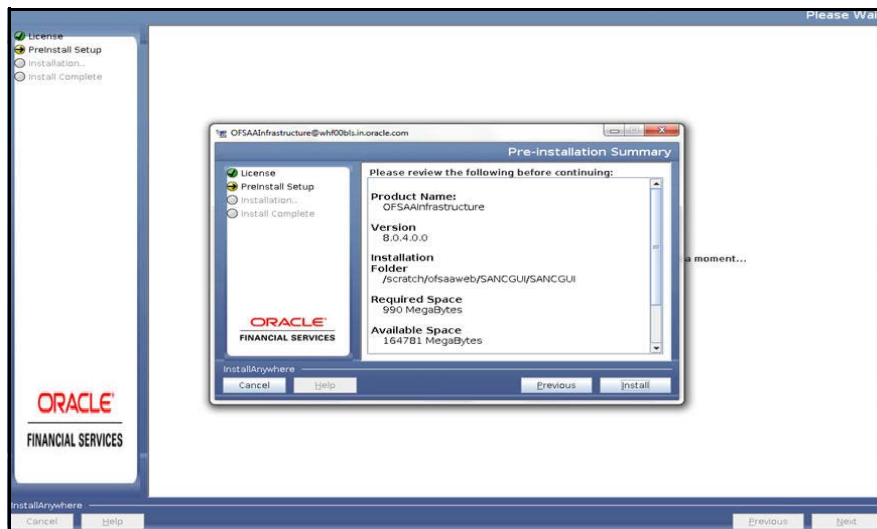 Please Wai
License
PreInstall Setup
Installation...
Install Complete
OFSAAInfrastructure@whf00bls.in.oracle.com
Pre-installation Summary
License
PreInstall Setup
Installation...
Install Complete
Please review the following before continuing:
Product Name:
OFSAAInfrastructure
Version
8.0.4.0.0
Installation
Folder
/scratch/ofsaaweb/SANCGUI/SANCGUI
Required Space
990 MegaBytes
Available Space
164781 MegaBytes
ORACLE
FINANCIAL SERVICES
InstallAnywhere
Cancel
Help
Previous
Install
a moment...
ORACLE
FINANCIAL SERVICES
InstallAnywhere
Cancel
Help
Previous
Next